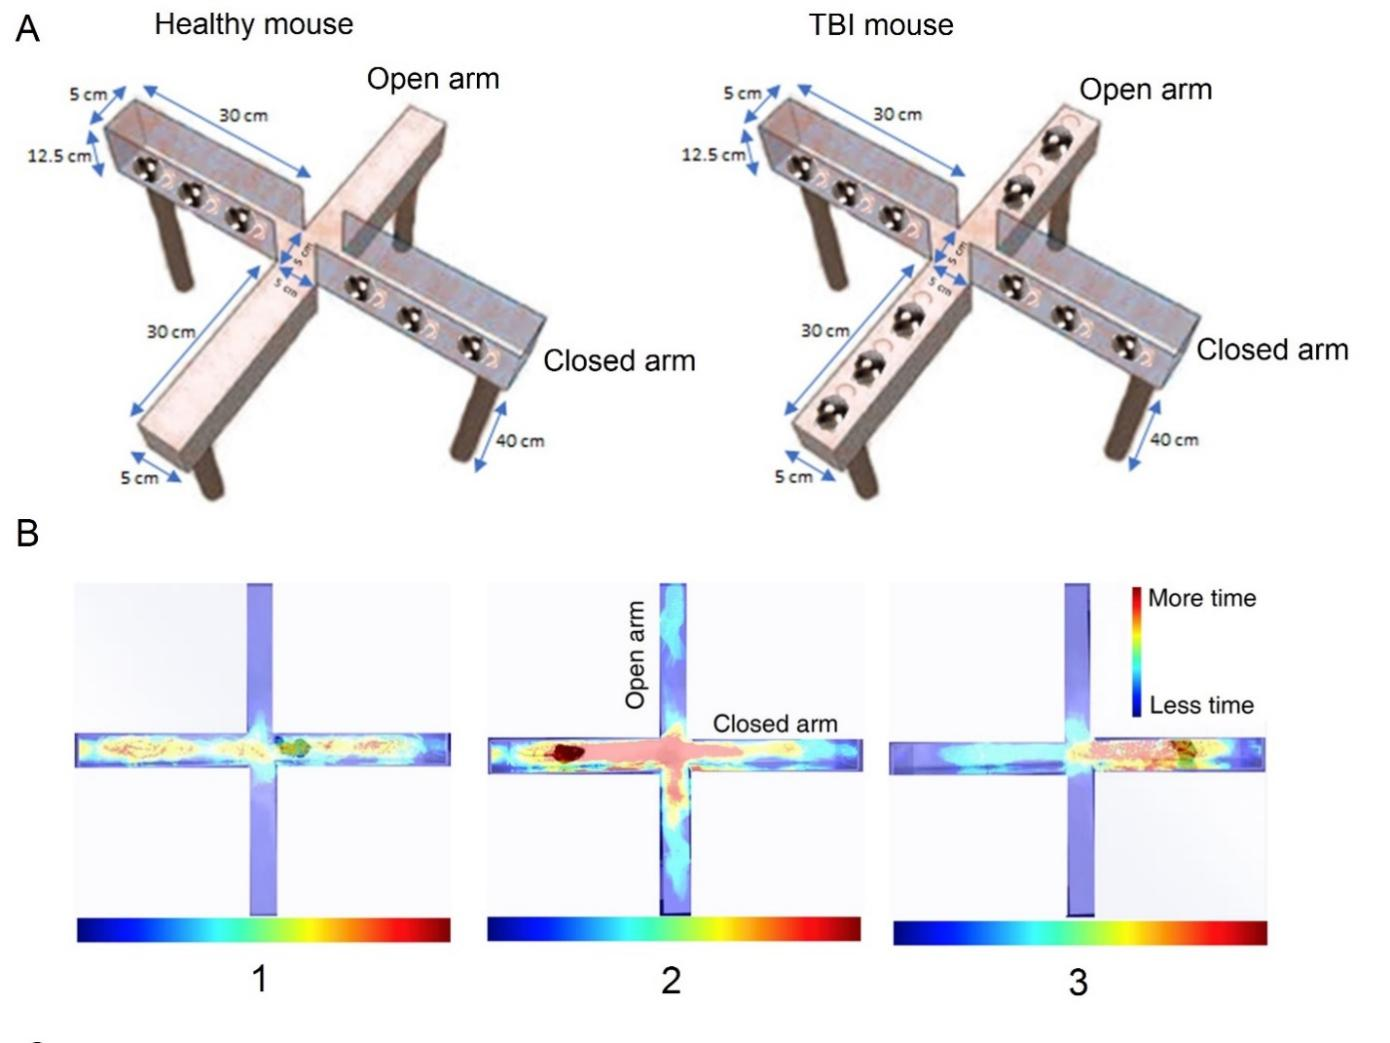 A
Healthy mouse
TBI mouse
Open arm
Open arm
5 cm
30 cm
12.5 cm
5 cm
5 cm
30 cm
Closed arm
40 cm
5 cm
5 cm
30 cm
12.5 cm
5 cm
5 cm
30 cm
Closed arm
40 cm
5 cm
B
Open arm
Closed arm
More time
Less time
1
2
3